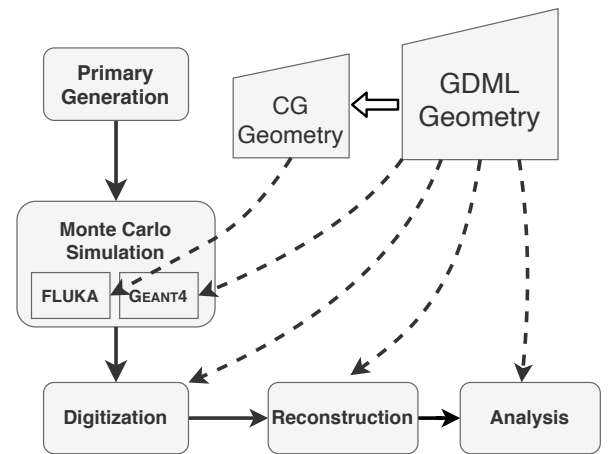 Primary
Generation
CG
Geometry
GDML
Geometry
Monte Carlo
Simulation
FLUKA
GEANT4
Digitization
Reconstruction
Analysis